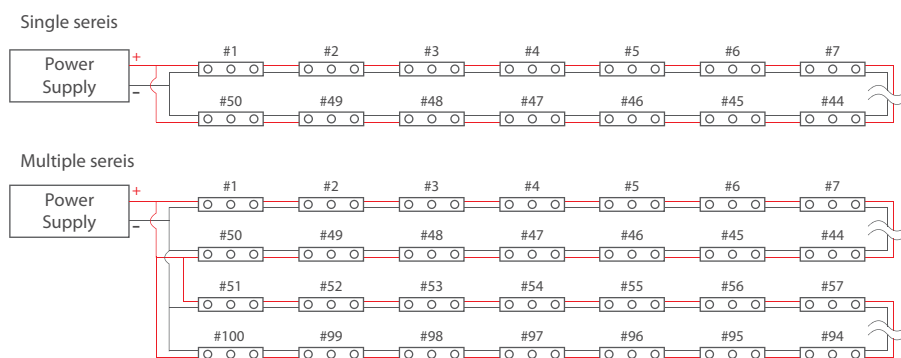 Single sereis
Power Supply
+
–
#1 #2 #3 #4 #5 #6 #7
#50 #49 #48 #47 #46 #45 #44
Multiple sereis
Power Supply
+
–
#1 #2 #3 #4 #5 #6 #7
#50 #49 #48 #47 #46 #45 #44
#51 #52 #53 #54 #55 #56 #57
#100 #99 #98 #97 #96 #95 #94